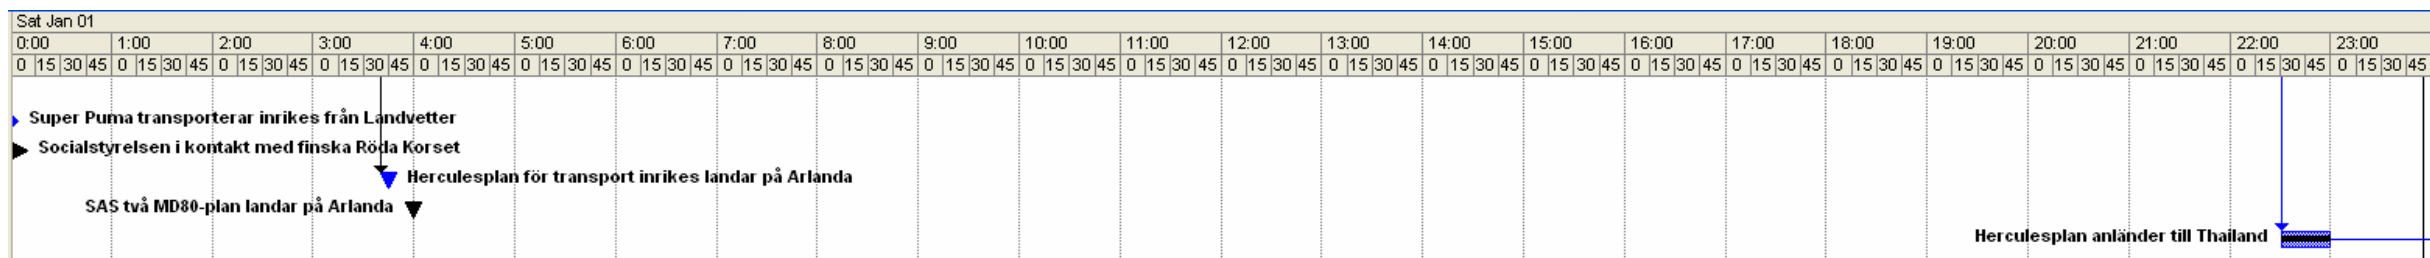 Sat Jan 01
0:00 1:00 2:00 3:00 4:00 5:00 6:00 7:00 8:00 9:00 10:00 11:00 12:00 13:00 14:00 15:00 16:00 17:00 18:00 19:00 20:00 21:00 22:00 23:00
0 15 30 45 0 15 30 45 0 15 30 45 0 15 30 45 0 15 30 45 0 15 30 45 0 15 30 45 0 15 30 45 0 15 30 45 0 15 30 45 0 15 30 45 0 15 30 45 0 15 30 45 0 15 30 45 0 15 30 45 0 15 30 45 0 15 30 45 0 15 30 45 0 15 30 45 0 15 30 45 0 15 30 45 0 15 30 45 0 15 30 45 0 15 30 45
Super Puma transporterar inrikes från Landvetter
Socialstyrelsen i kontakt med finska Röda Korset
Herculesplan för transport inrikes landar på Arlanda
SAS två MD80-plan landar på Arlanda
Herculesplan anländer till Thailand